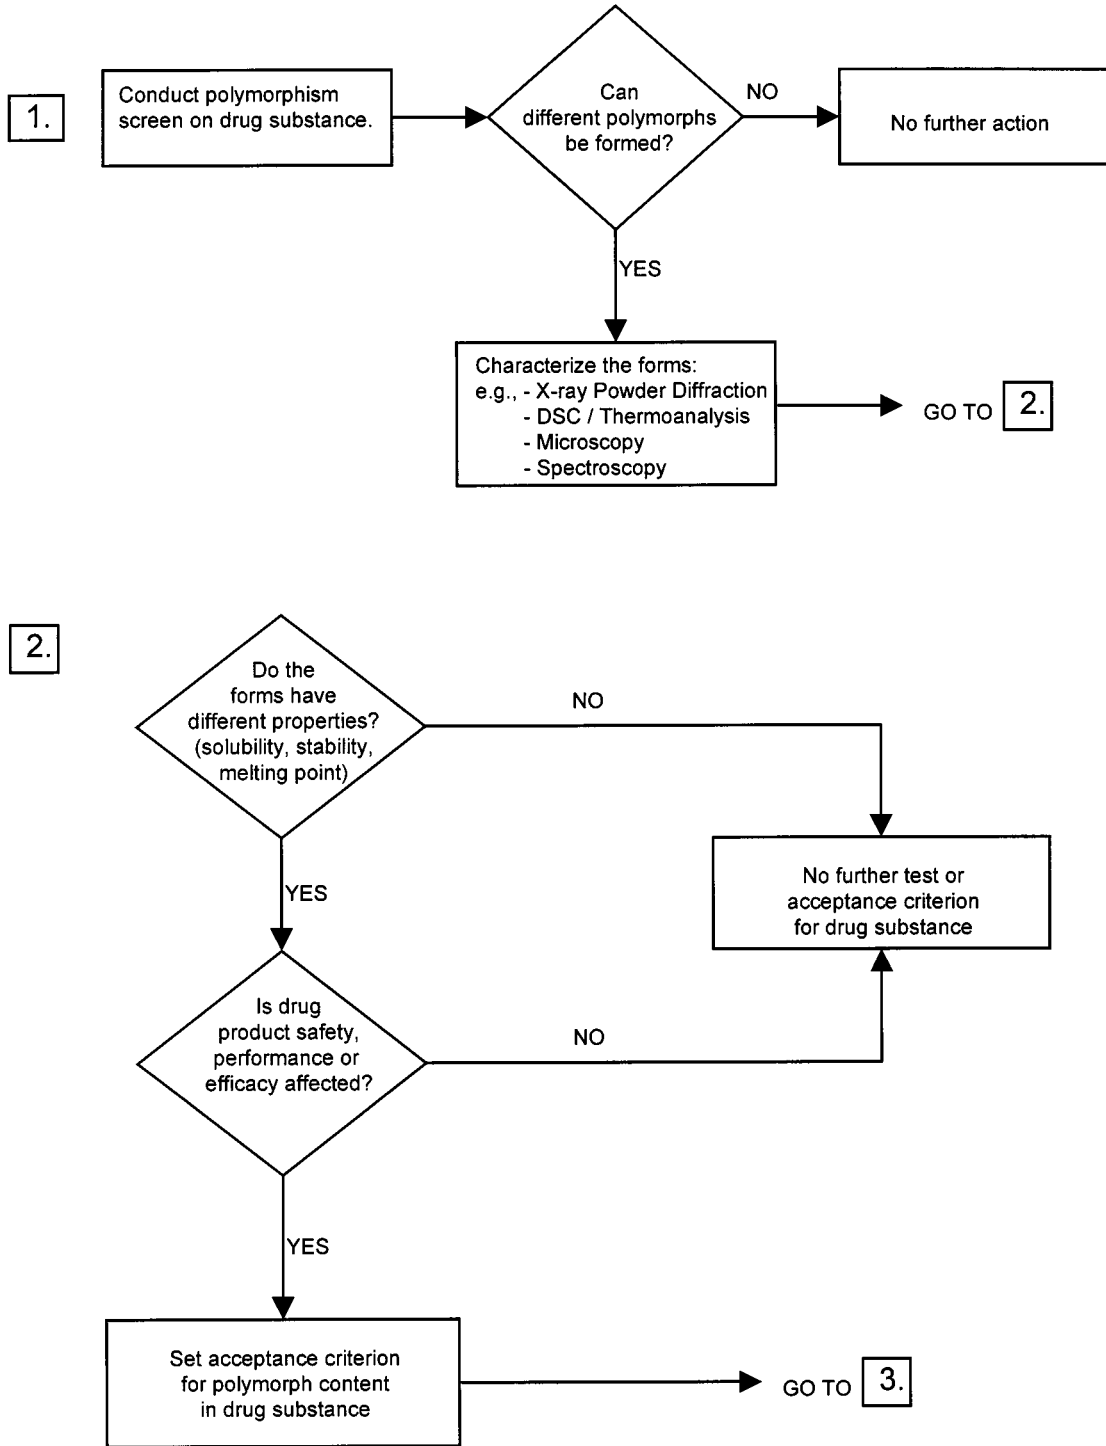 1.
Conduct polymorphism
screen on drug substance.
Can
different polymorphs
be formed?
NO
No further action
YES
Characterize the forms:
e.g., - X-ray Powder Diffraction
- DSC / Thermoanalysis
- Microscopy
- Spectroscopy
GO TO 2.
2.
Do the
forms have
different properties?
(solubility, stability,
melting point)
NO
YES
No further test or
acceptance criterion
for drug substance
Is drug
product safety,
performance or
efficacy affected?
NO
YES
Set acceptance criterion
for polymorph content
in drug substance
GO TO 3.